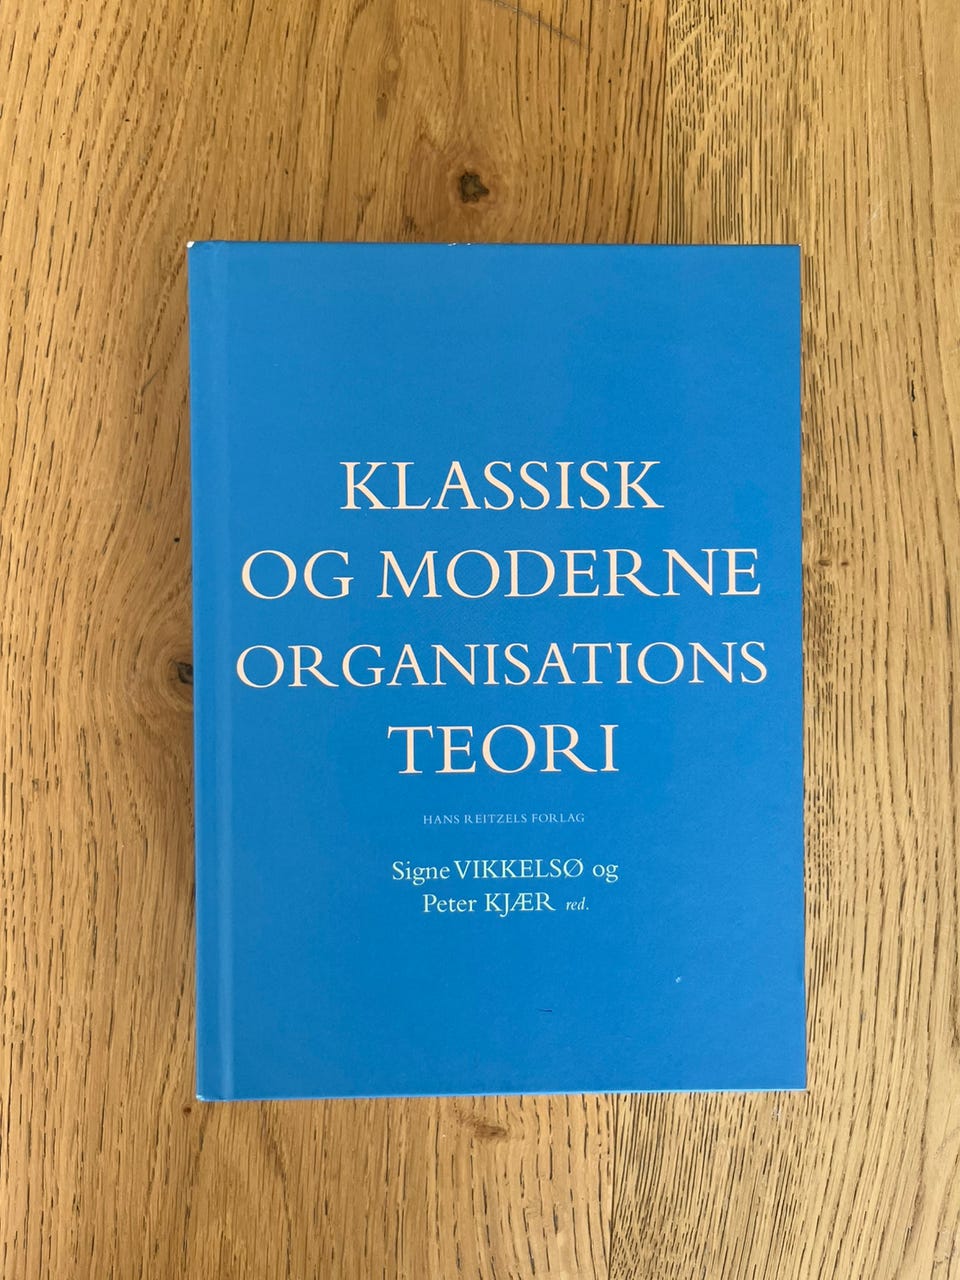 KLASSISK
OG MODERNE
ORGANISATIONS
TEORI
HANS REITZELS FORLAG
Signe VIKKELSØ og
Peter KJÆR red.